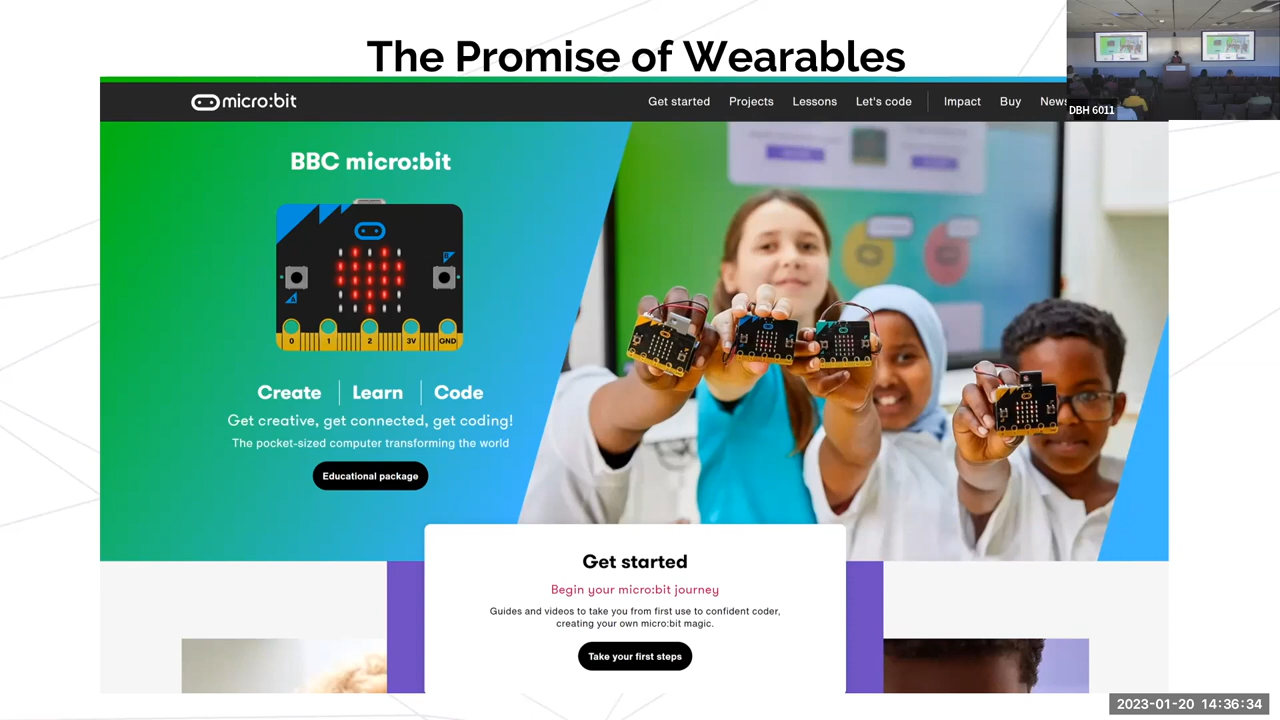 The Promise of Wearables
micro:bit
Get started Projects Lessons Let's code Impact Buy News
DBH 6011
BBC micro:bit
0 1 2 3V GND
Create Learn Code
Get creative, get connected, get coding!
The pocket-sized computer transforming the world
Educational package
Get started
Begin your micro:bit journey
Guides and videos to take you from first use to confident coder,
creating your own micro:bit magic.
Take your first steps
2023-01-20 14:36:34